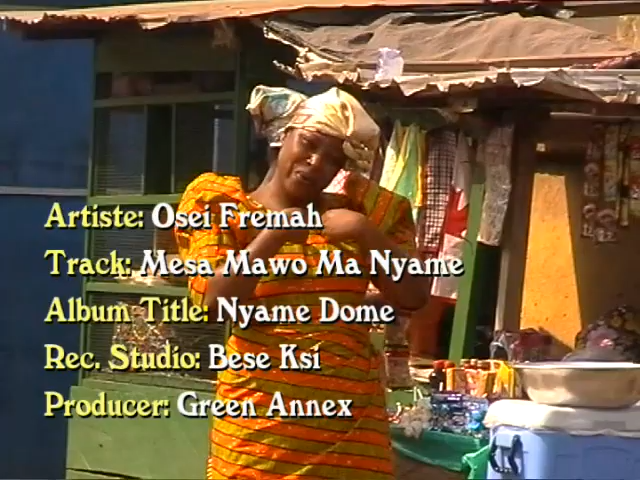 Artiste: Osei Fremah
Track: Mesa Mawo Ma Nyame
Album Title: Nyame Dome
Rec. Studio: Bese Ksi
Producer: Green Annex